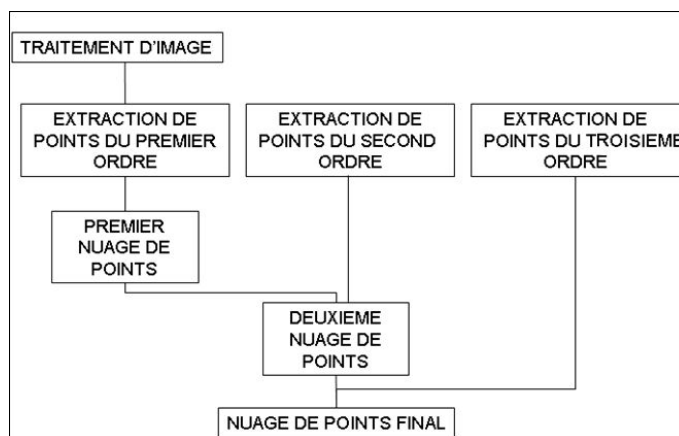 TRAITEMENT D'IMAGE
EXTRACTION DE
POINTS DU PREMIER
ORDRE
EXTRACTION DE
POINTS DU SECOND
ORDRE
EXTRACTION DE
POINTS DU TROISIEME
ORDRE
PREMIER
NUAGE DE
POINTS
DEUXIEME
NUAGE DE
POINTS
NUAGE DE POINTS FINAL